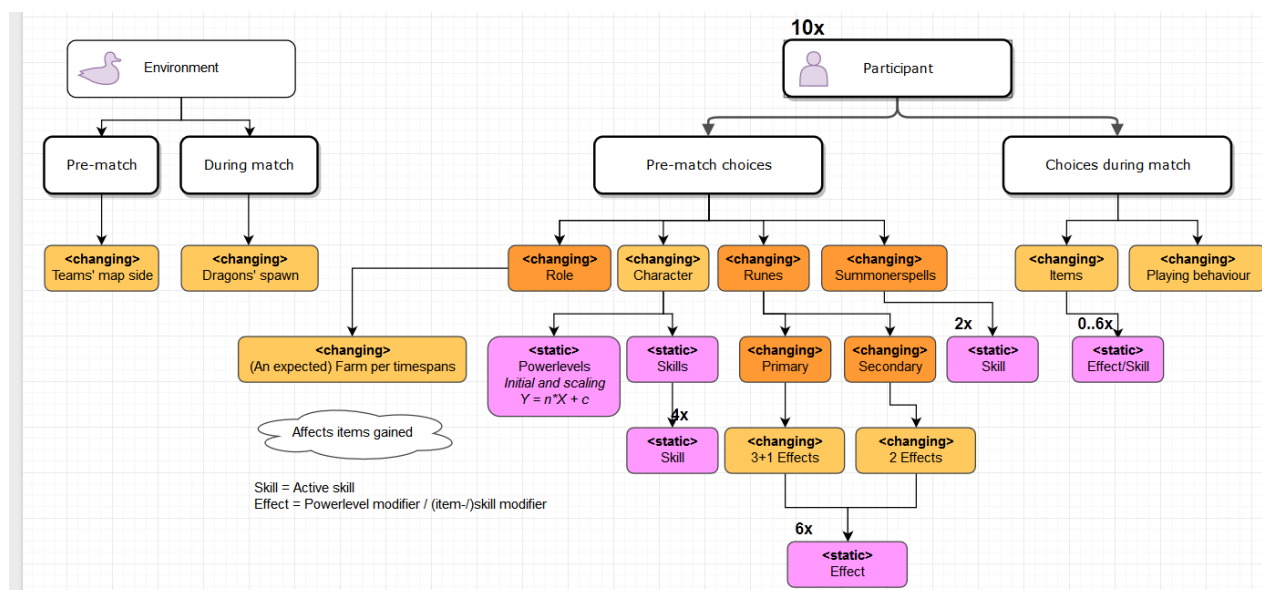 10x
Environment
Participant
Pre-match
During match
Pre-match choices
Choices during match
<changing>
Teams' map side
<changing>
Dragons' spawn
<changing>
Role
<changing>
Character
<changing>
Runes
<changing>
Summonerspells
<changing>
Items
<changing>
Playing behaviour
2x
0..6x
<changing>
(An expected) Farm per timespans
<static>
Powerlevels
Initial and scaling
Y = n*X + c
<static>
Skills
<changing>
Primary
<changing>
Secondary
<static>
Skill
<static>
Effect/Skill
4x
Affects items gained
<static>
Skill
<changing>
3+1 Effects
<changing>
2 Effects
Skill = Active skill
Effect = Powerlevel modifier / (item-/)skill modifier
6x
<static>
Effect